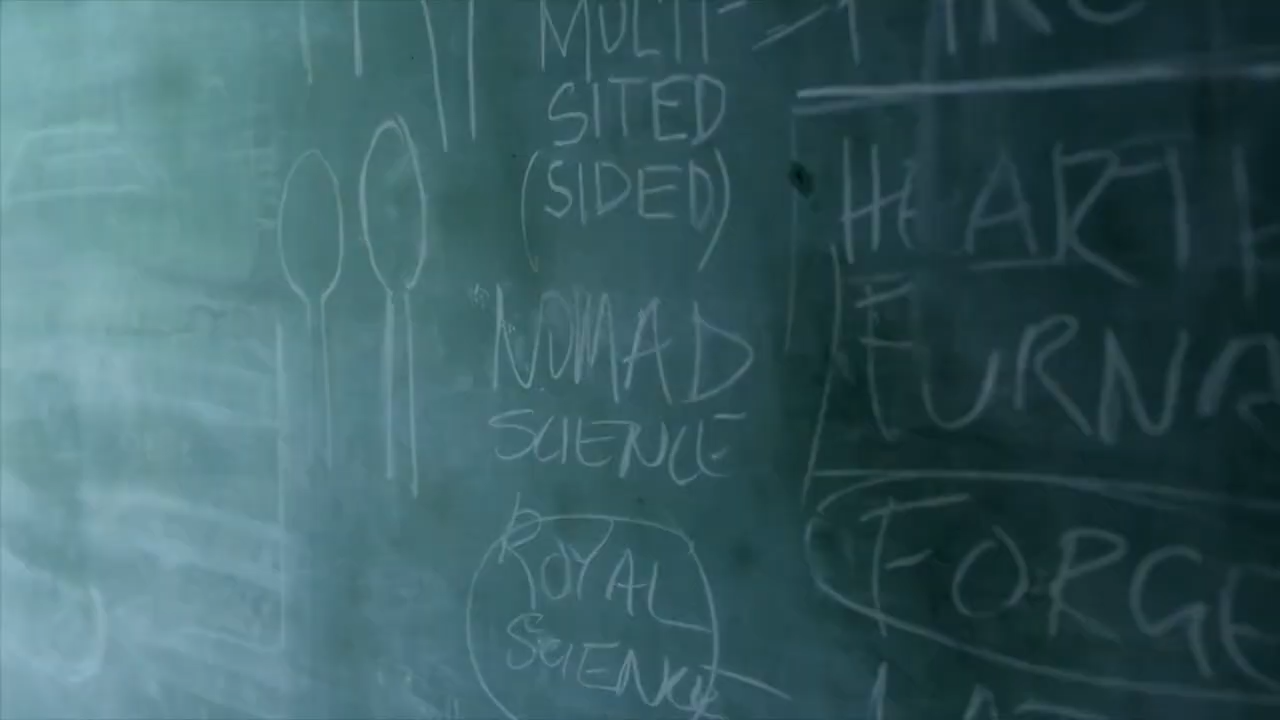 MULTI-
SITED
(SIDED)
"NOMAD
SCIENCE
ROYAL
SCIENCE
HEARTH
FURNA
FORGE